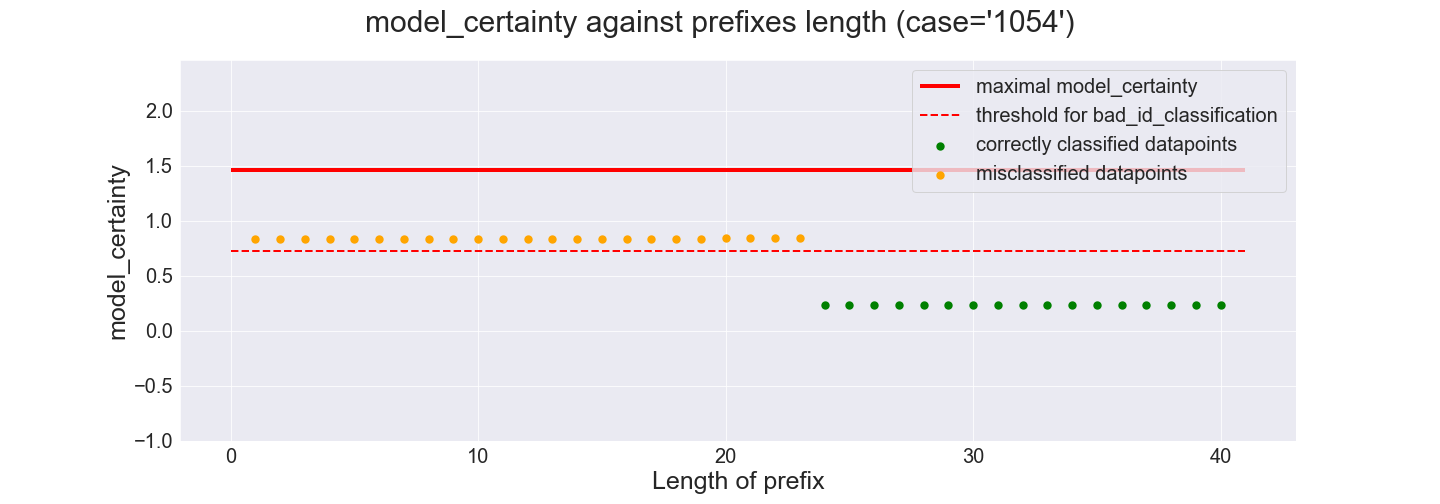 model_certainty against prefixes length (case='1054')
maximal model_certainty
threshold for bad_id_classification
correctly classified datapoints
misclassified datapoints
model_certainty
2.0
1.5
1.0
0.5
0.0
−0.5
−1.0
0 10 20 30 40
Length of prefix